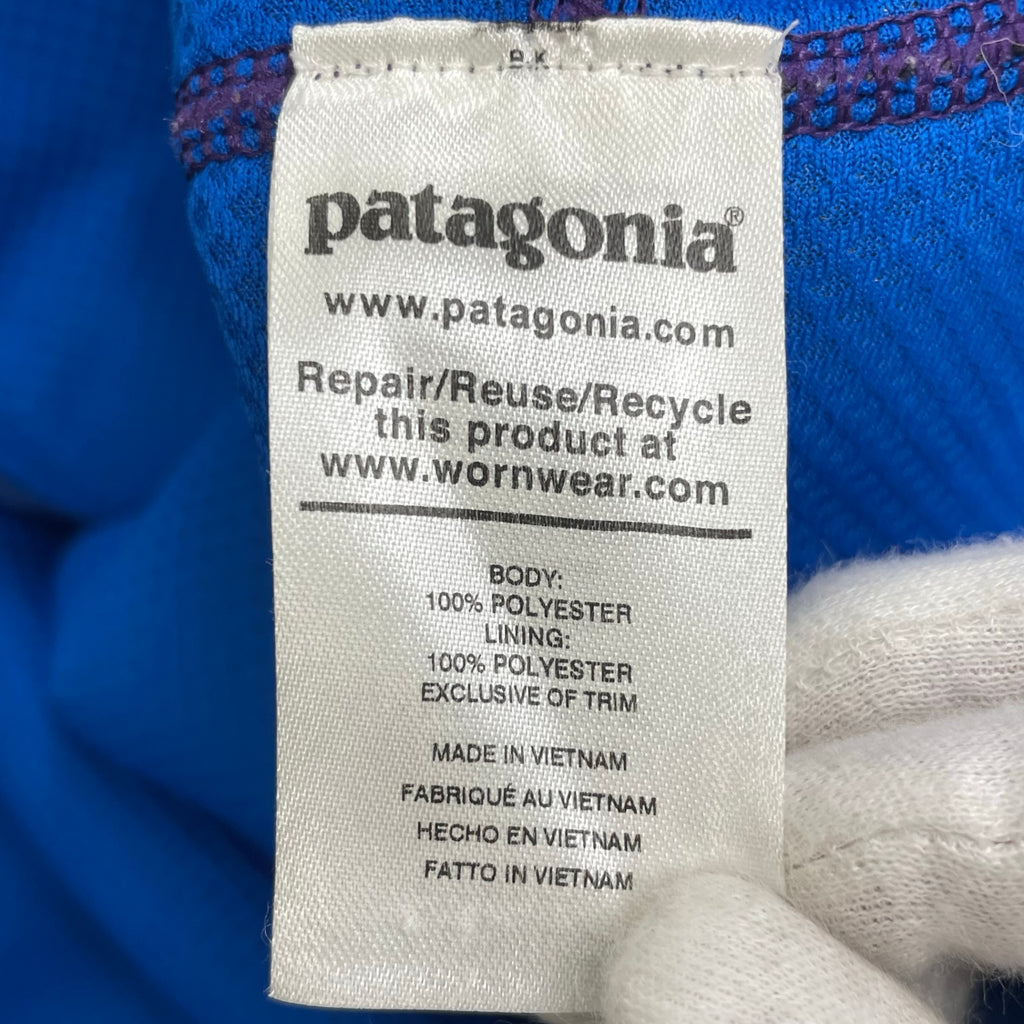 patagonia®
www.patagonia.com
Repair/Reuse/Recycle
this product at
www.wornwear.com
BODY:
100% POLYESTER
LINING:
100% POLYESTER
EXCLUSIVE OF TRIM
MADE IN VIETNAM
FABRIQUÉ AU VIETNAM
HECHO EN VIETNAM
FATTO IN VIETNAM